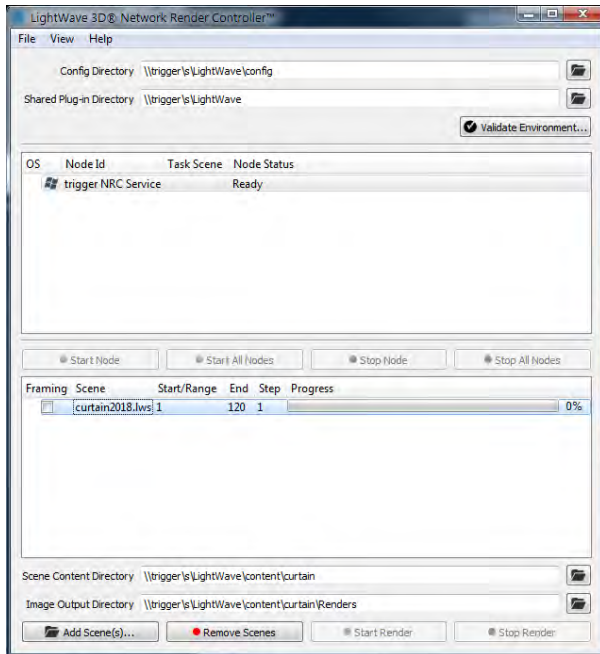 LightWave 3D® Network Render Controller™
File View Help
Config Directory \\trigger\s\LightWave\config
Shared Plug-in Directory \\trigger\s\LightWave
Validate Environment...
OS Node Id Task Scene Node Status
trigger NRC Service Ready
Start Node Start All Nodes Stop Node Stop All Nodes
Framing Scene Start/Range End Step Progress
curtain2018.lws 1 120 1 0%
Scene Content Directory \\trigger\s\LightWave\content\curtain
Image Output Directory \\trigger\s\LightWave\content\curtain\Renders
Add Scene(s)... Remove Scenes Start Render Stop Render